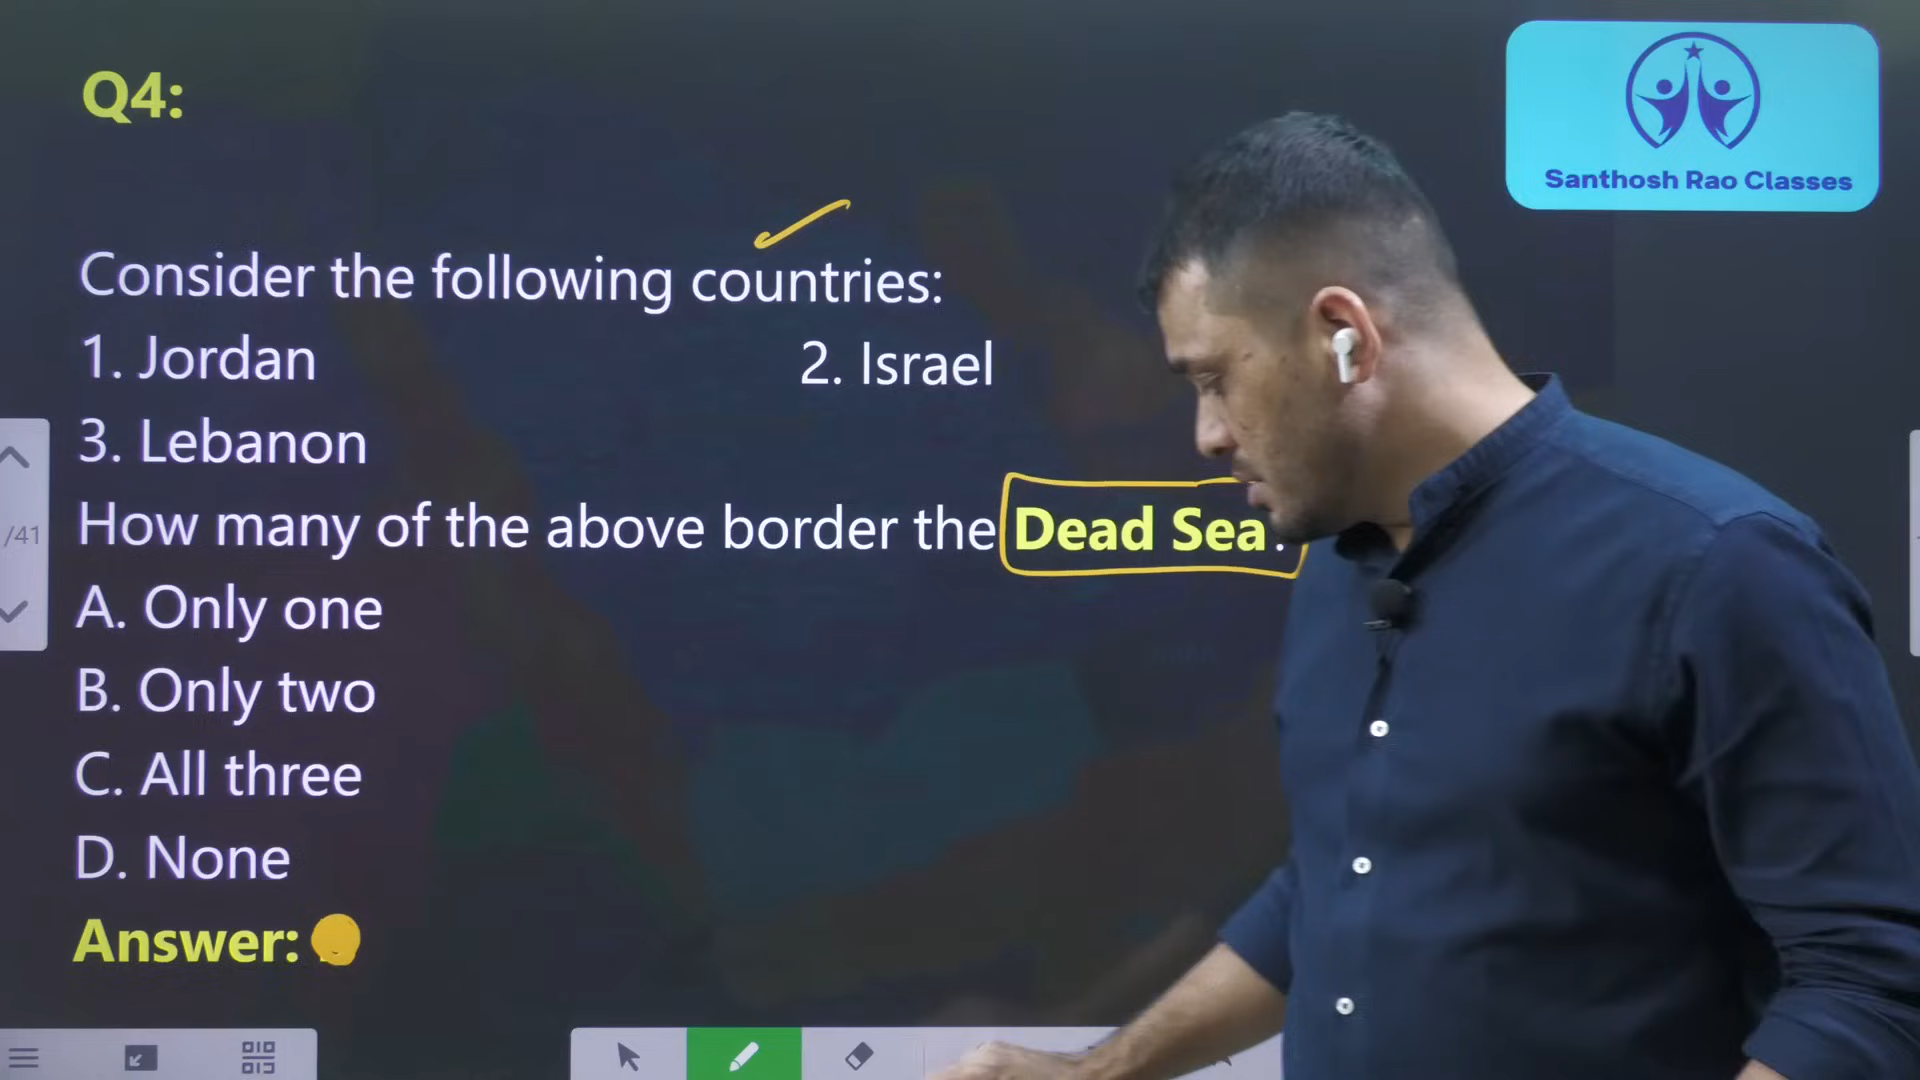 Q4:
Santhosh Rao Classes
Consider the following countries:
1. Jordan 2. Israel
3. Lebanon
How many of the above border the Dead Sea
A. Only one
B. Only two
C. All three
D. None
Answer:
/41